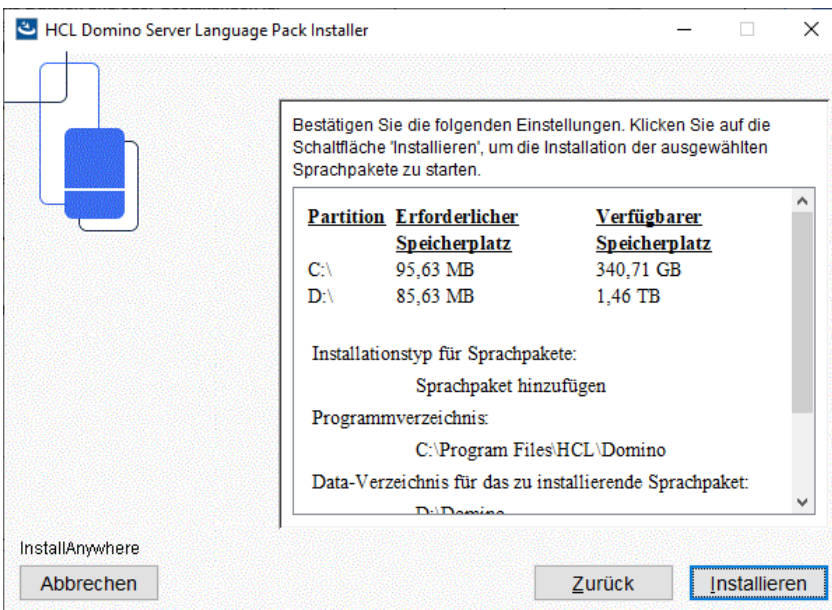 HCL Domino Server Language Pack Installer
Bestätigen Sie die folgenden Einstellungen. Klicken Sie auf die
Schaltfläche 'Installieren', um die Installation der ausgewählten
Sprachpakete zu starten.
Partition Erforderlicher Verfügbarer
Speicherplatz Speicherplatz
C:\ 95,63 MB 340,71 GB
D:\ 85,63 MB 1,46 TB
Installationstyp für Sprachpakete:
Sprachpaket hinzufügen
Programmverzeichnis:
C:\Program Files\HCL\Domino
Data-Verzeichnis für das zu installierende Sprachpaket:
D:\Domino
InstallAnywhere
Abbrechen Zurück Installieren